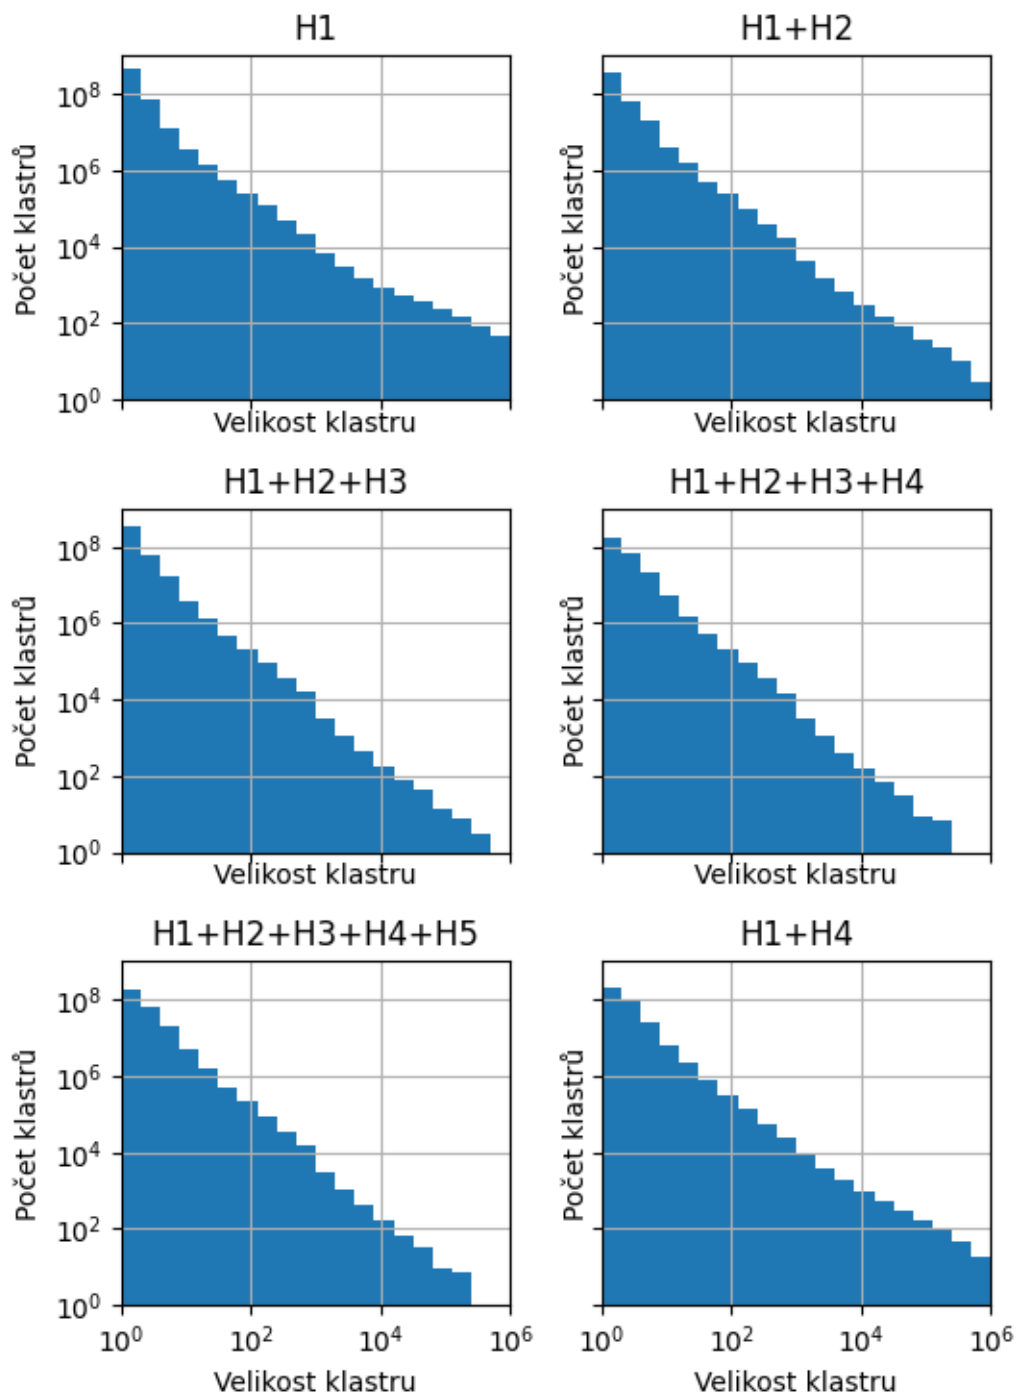 H1
H1+H2
10^8
10^6
10^4
10^2
10^0
Počet klastrů
Velikost klastru
Počet klastrů
Velikost klastru
H1+H2+H3
H1+H2+H3+H4
10^8
10^6
10^4
10^2
10^0
Počet klastrů
Velikost klastru
Počet klastrů
Velikost klastru
H1+H2+H3+H4+H5
H1+H4
10^8
10^6
10^4
10^2
10^0
Počet klastrů
10^0 10^2 10^4 10^6
Velikost klastru
Počet klastrů
10^0 10^2 10^4 10^6
Velikost klastru